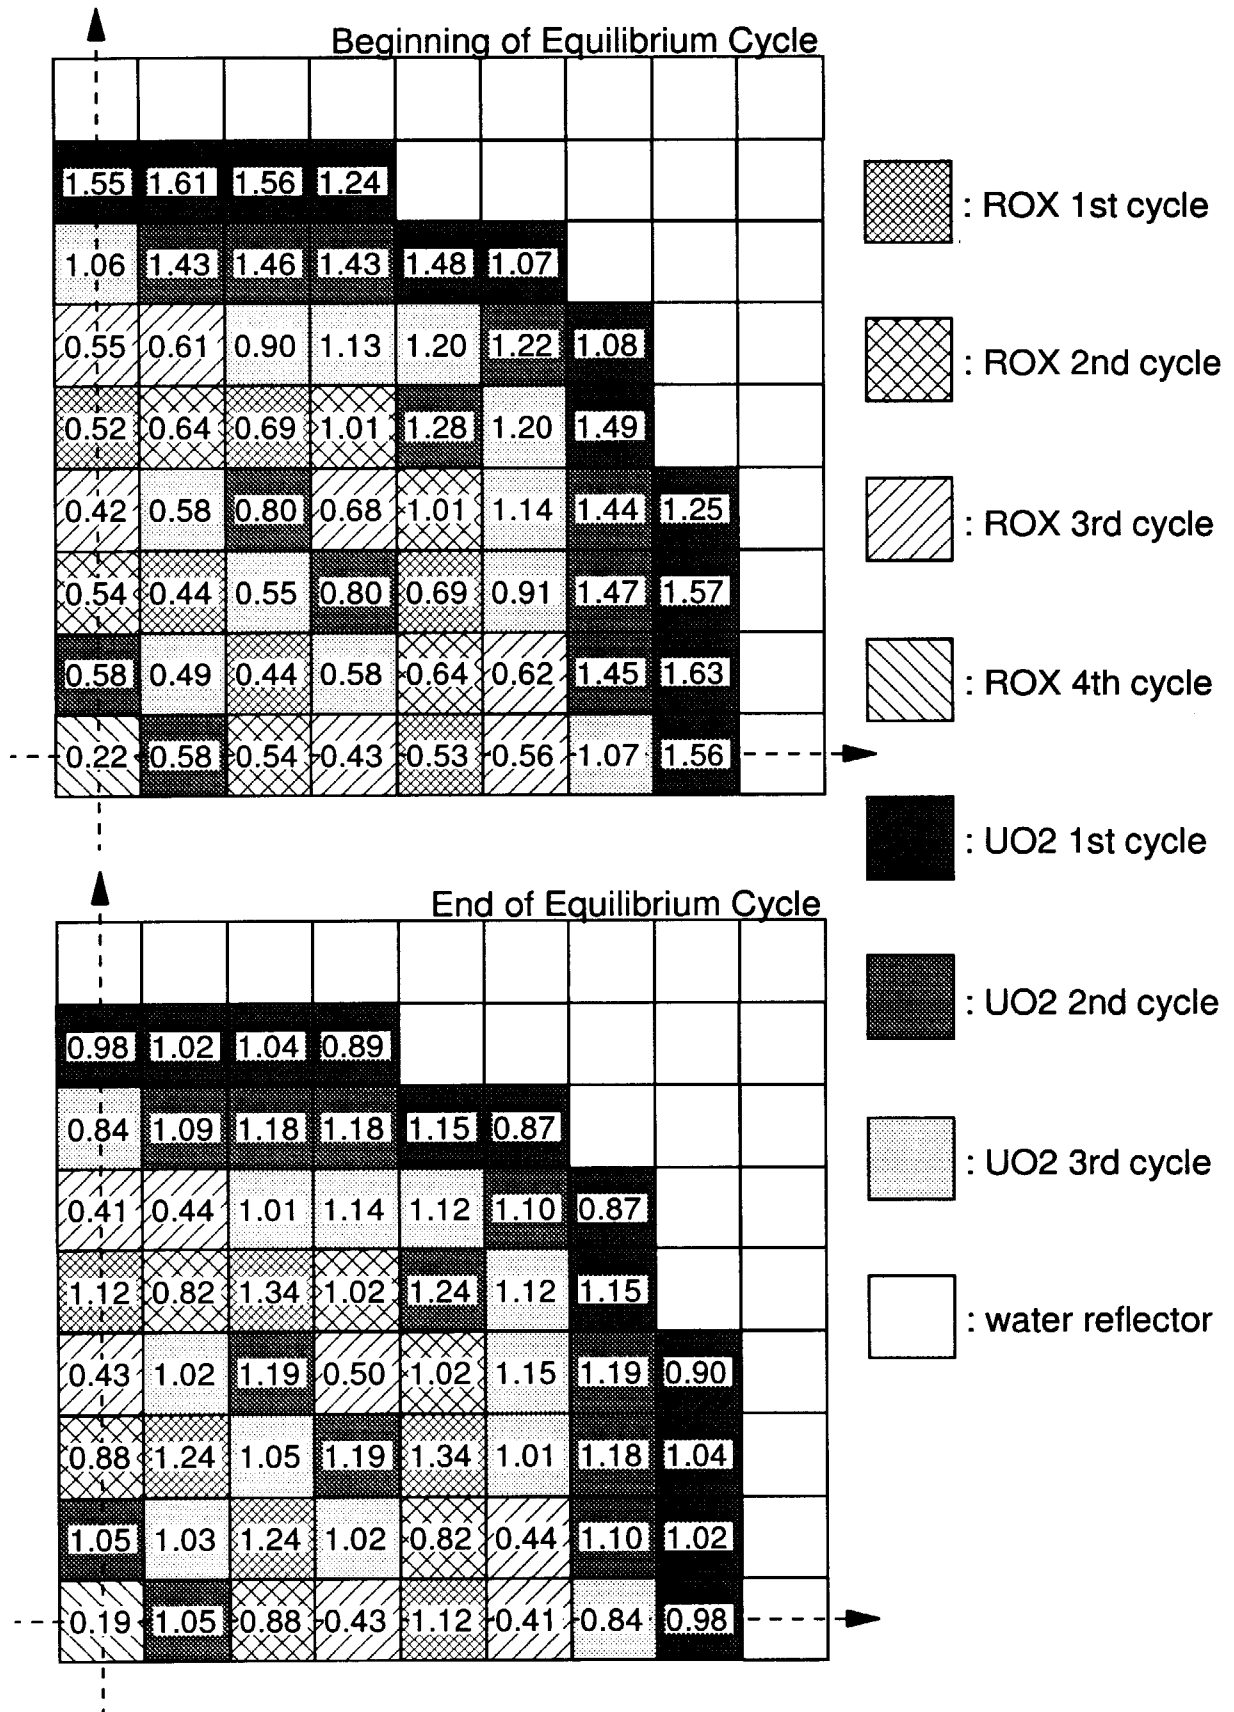 Beginning of Equilibrium Cycle
1.55 1.61 1.56 1.24
1.06 1.43 1.46 1.43 1.48 1.07
0.55 0.61 0.90 1.13 1.20 1.22 1.08
0.52 0.64 0.69 1.01 1.28 1.20 1.49
0.42 0.58 0.80 0.68 1.01 1.14 1.44 1.25
0.54 0.44 0.55 0.80 0.69 0.91 1.47 1.57
0.58 0.49 0.44 0.58 0.64 0.62 1.45 1.63
0.22 0.58 0.54 0.43 0.53 0.56 1.07 1.56
: ROX 1st cycle
: ROX 2nd cycle
: ROX 3rd cycle
: ROX 4th cycle
: UO2 1st cycle
: UO2 2nd cycle
: UO2 3rd cycle
: water reflector
End of Equilibrium Cycle
0.98 1.02 1.04 0.89
0.84 1.09 1.18 1.18 1.15 0.87
0.41 0.44 1.01 1.14 1.12 1.10 0.87
1.12 0.82 1.34 1.02 1.24 1.12 1.15
0.43 1.02 1.19 0.50 1.02 1.15 1.19 0.90
0.88 1.24 1.05 1.19 1.34 1.01 1.18 1.04
1.05 1.03 1.24 1.02 0.82 0.44 1.10 1.02
0.19 1.05 0.88 0.43 1.12 0.41 0.84 0.98